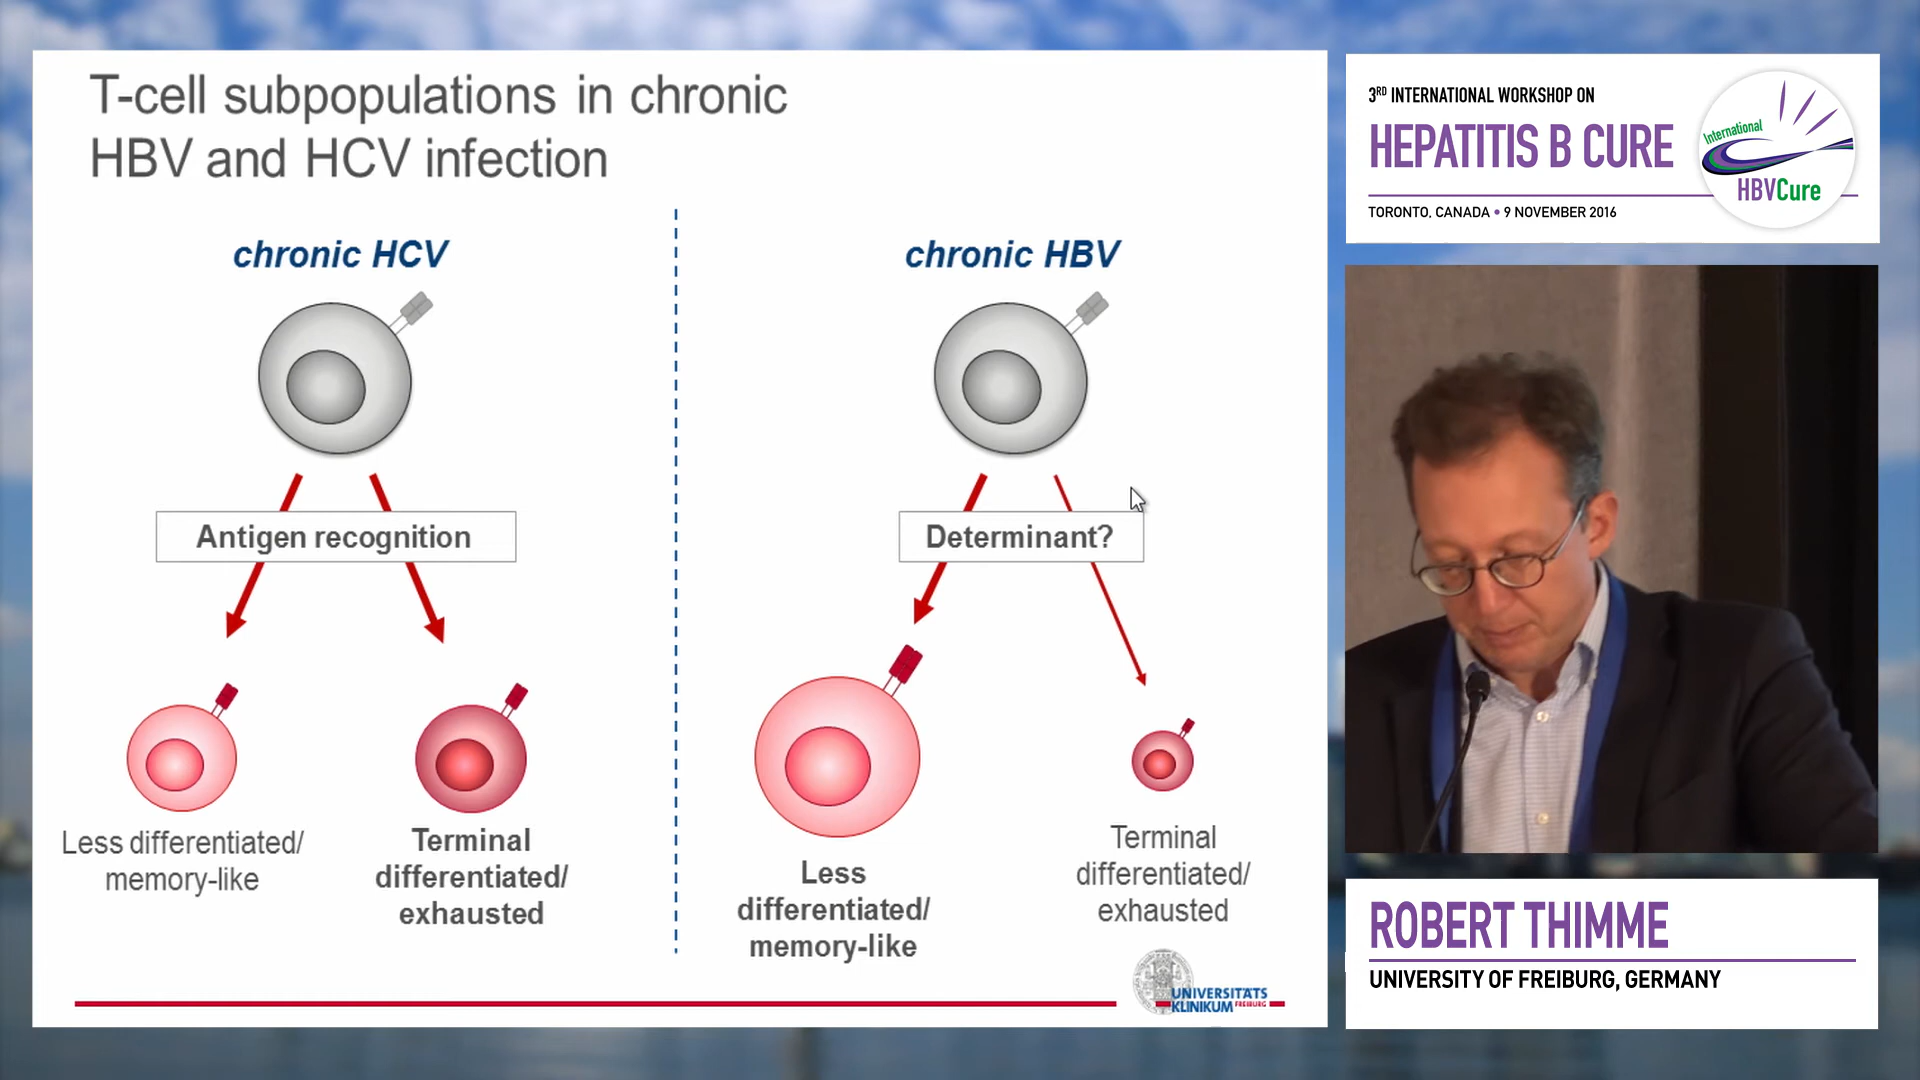 T-cell subpopulations in chronic
HBV and HCV infection
chronic HCV
Antigen recognition
Less differentiated/
memory-like
Terminal
differentiated/
exhausted
chronic HBV
Determinant?
Less
differentiated/
memory-like
Terminal
differentiated/
exhausted
UNIVERSITÄTS
KLINIKUM FREIBURG
3RD INTERNATIONAL WORKSHOP ON
HEPATITIS B CURE
TORONTO, CANADA • 9 NOVEMBER 2016
International
HBVCure
ROBERT THIMME
UNIVERSITY OF FREIBURG, GERMANY